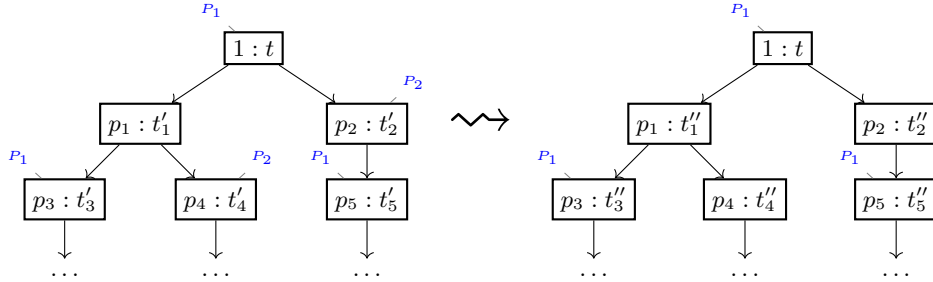 P₁ P₁
1 : t 1 : t
P₂
p₁ : t′₁ p₂ : t′₂ p₁ : t″₁ p₂ : t″₂
P₁ P₂ P₁ P₁ P₁
p₃ : t′₃ p₄ : t′₄ p₅ : t′₅ p₃ : t″₃ p₄ : t″₄ p₅ : t″₅
... ... ... ... ... ...